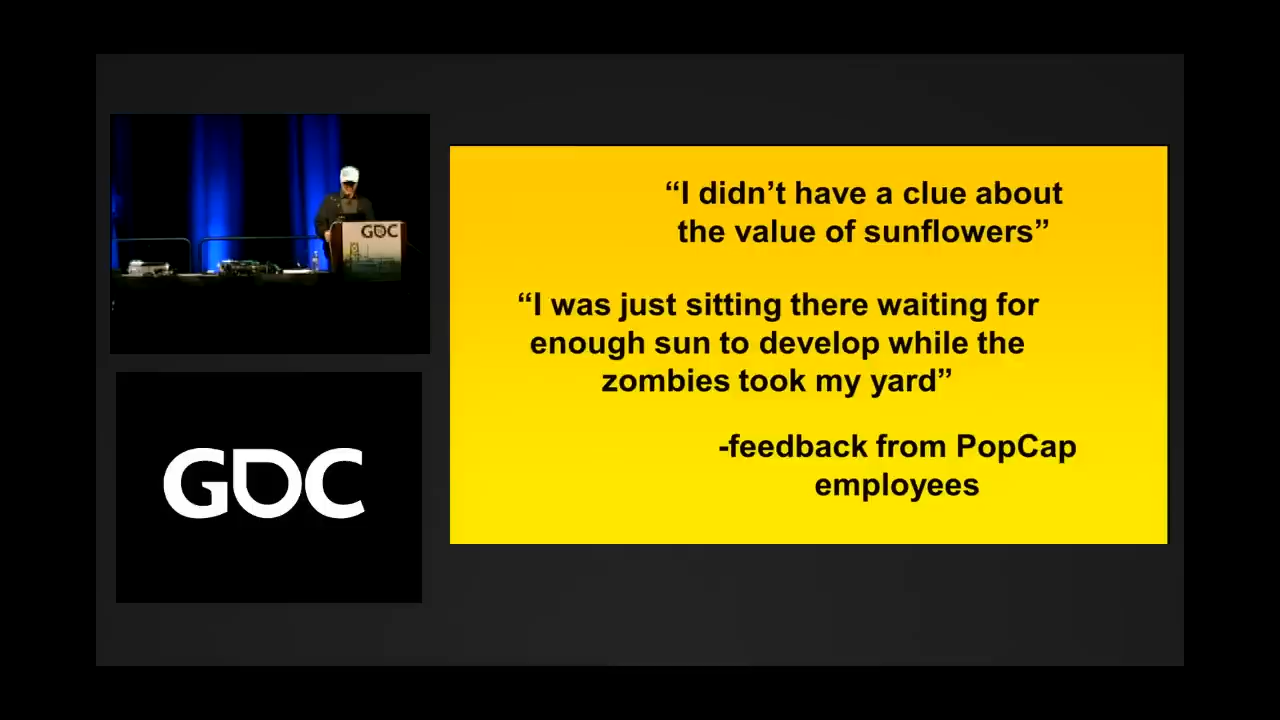 GDC
GDC
“I didn’t have a clue about
the value of sunflowers”
“I was just sitting there waiting for
enough sun to develop while the
zombies took my yard”
-feedback from PopCap
employees